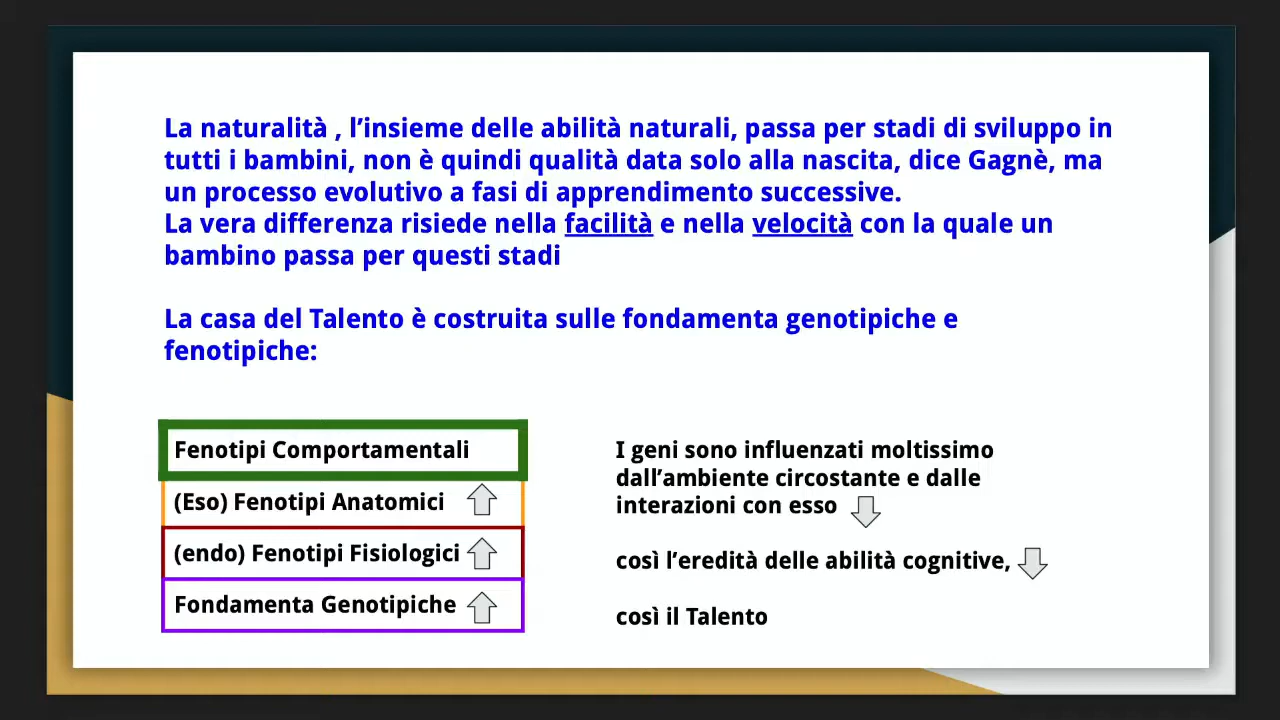 La naturalità , l’insieme delle abilità naturali, passa per stadi di sviluppo in
tutti i bambini, non è quindi qualità data solo alla nascita, dice Gagnè, ma
un processo evolutivo a fasi di apprendimento successive.
La vera differenza risiede nella facilità e nella velocità con la quale un
bambino passa per questi stadi
La casa del Talento è costruita sulle fondamenta genotipiche e
fenotipiche:
Fenotipi Comportamentali
(Eso) Fenotipi Anatomici
(endo) Fenotipi Fisiologici
Fondamenta Genotipiche
I geni sono influenzati moltissimo
dall’ambiente circostante e dalle
interazioni con esso
così l’eredità delle abilità cognitive,
così il Talento